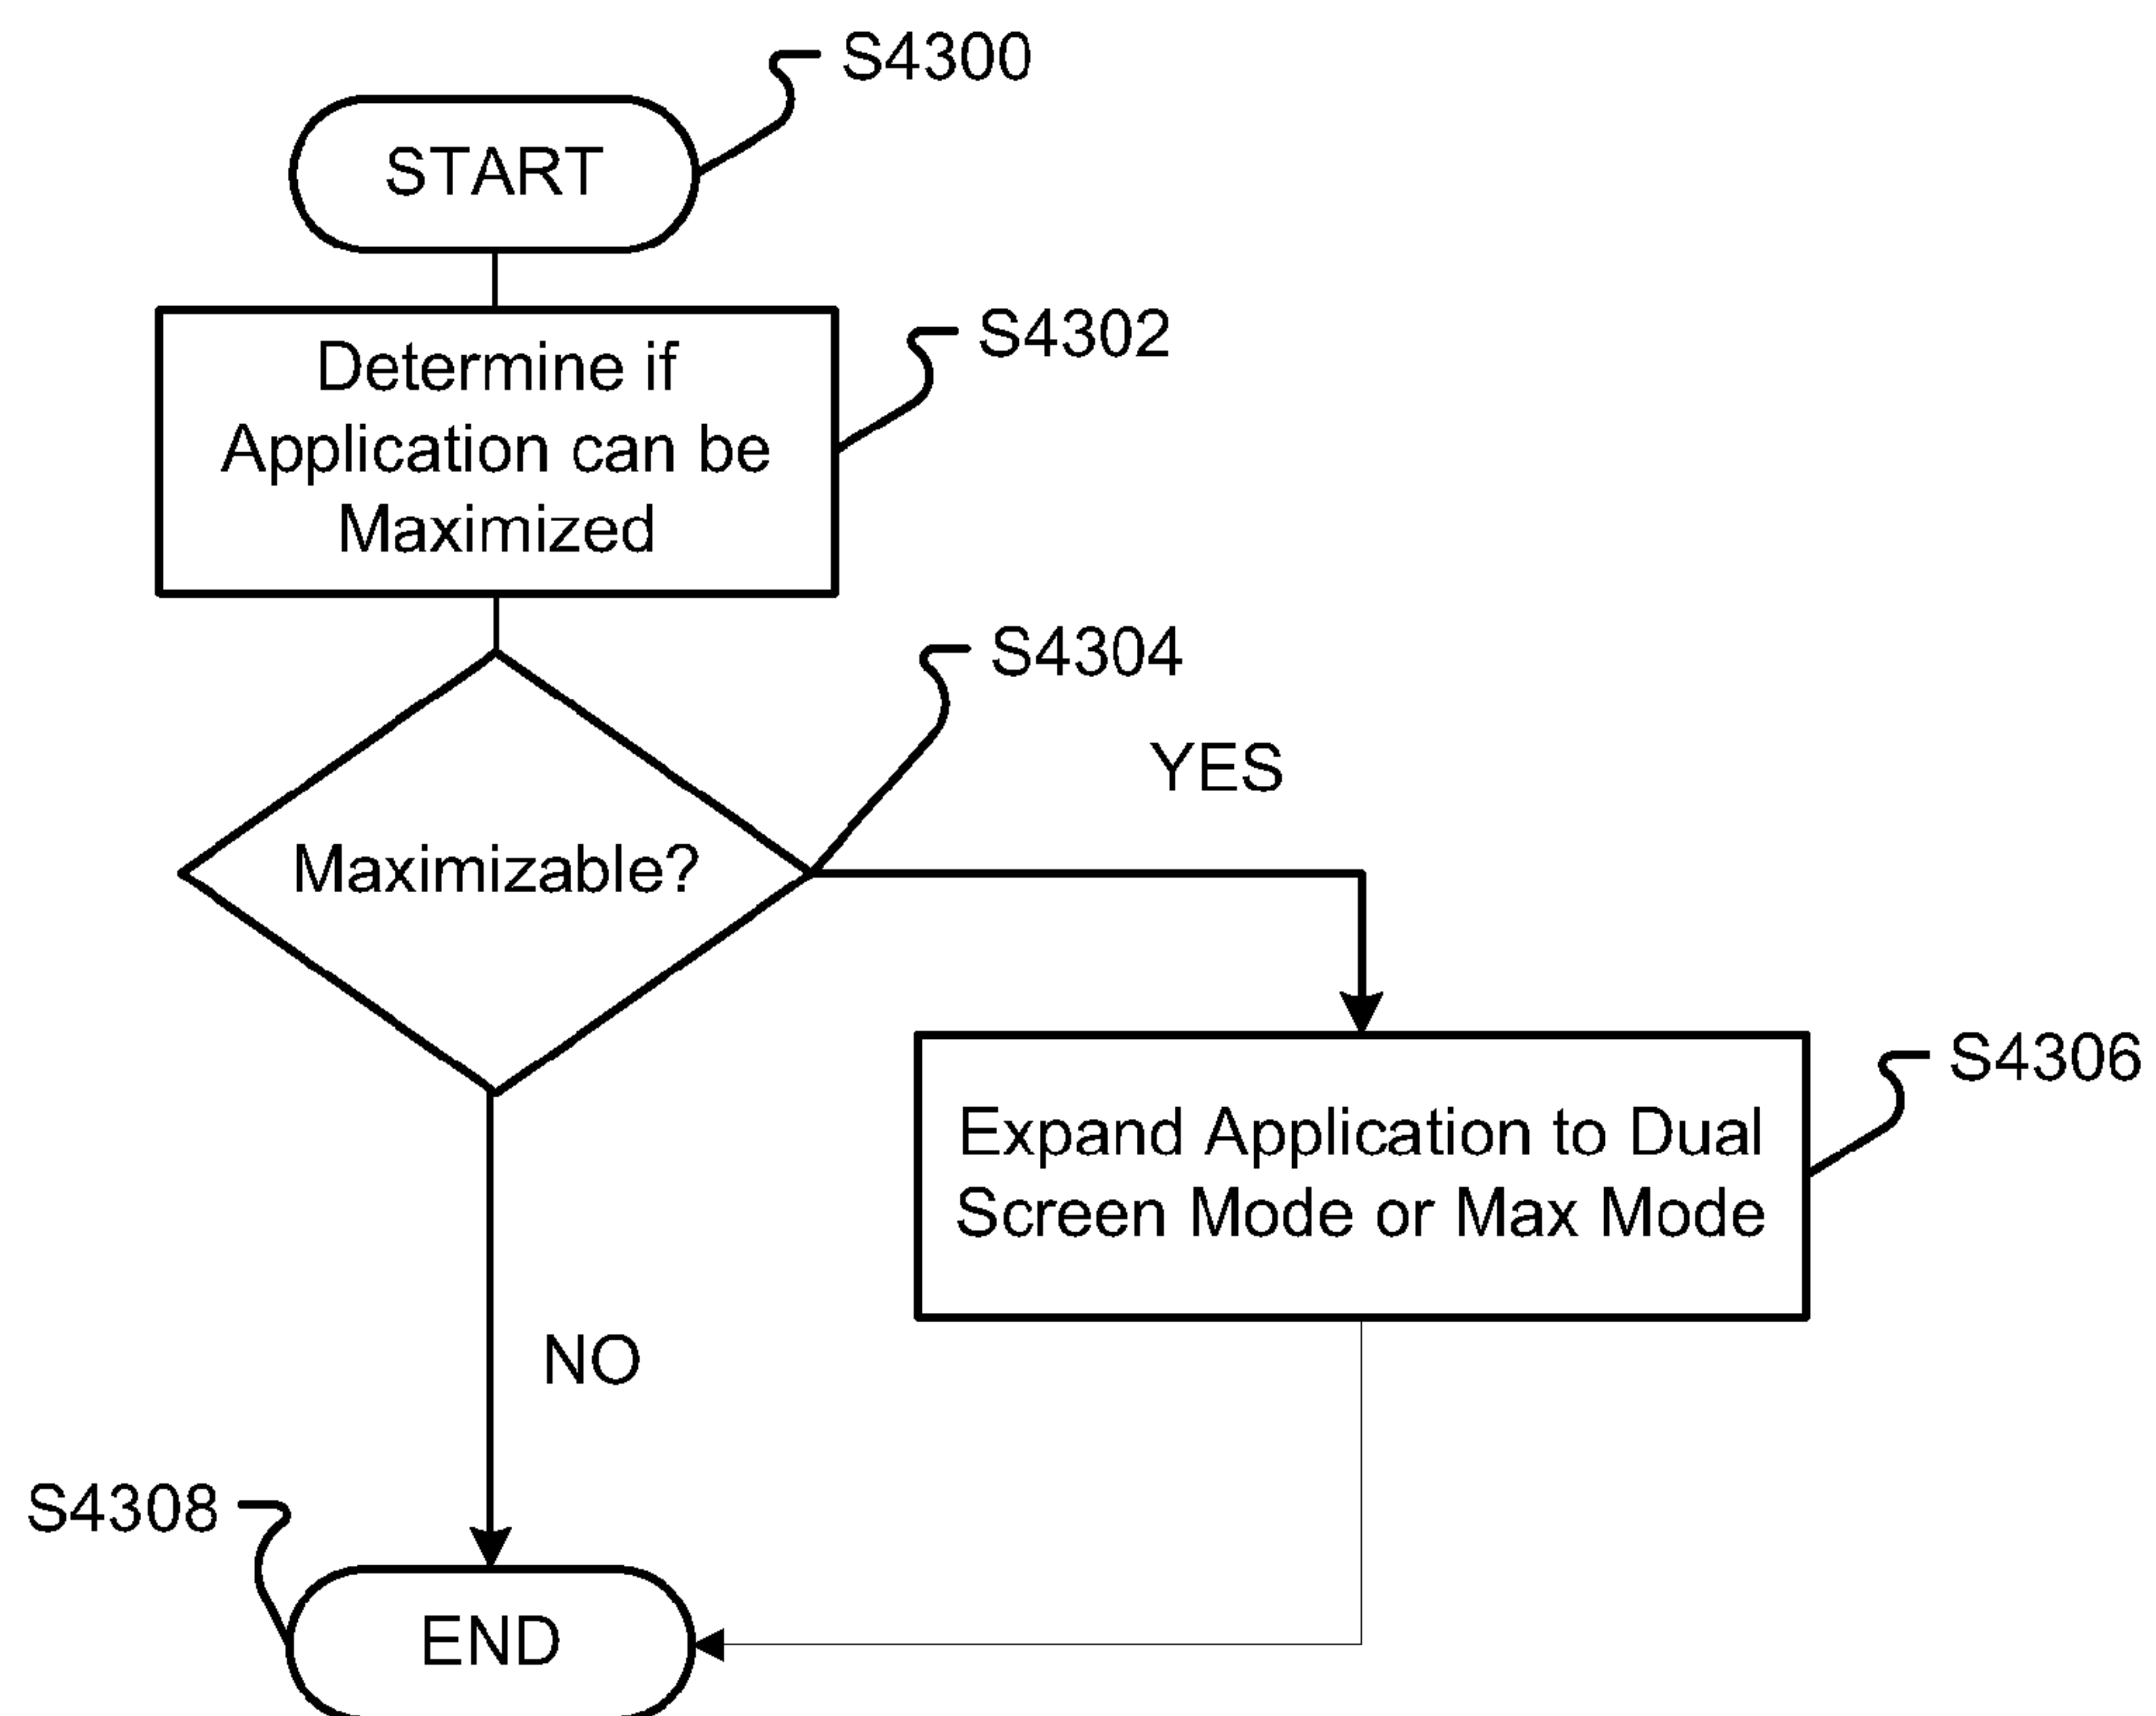 S4300
START
S4302
Determine if
Application can be
Maximized
S4304
YES
Maximizable?
S4306
Expand Application to Dual
Screen Mode or Max Mode
NO
S4308
END